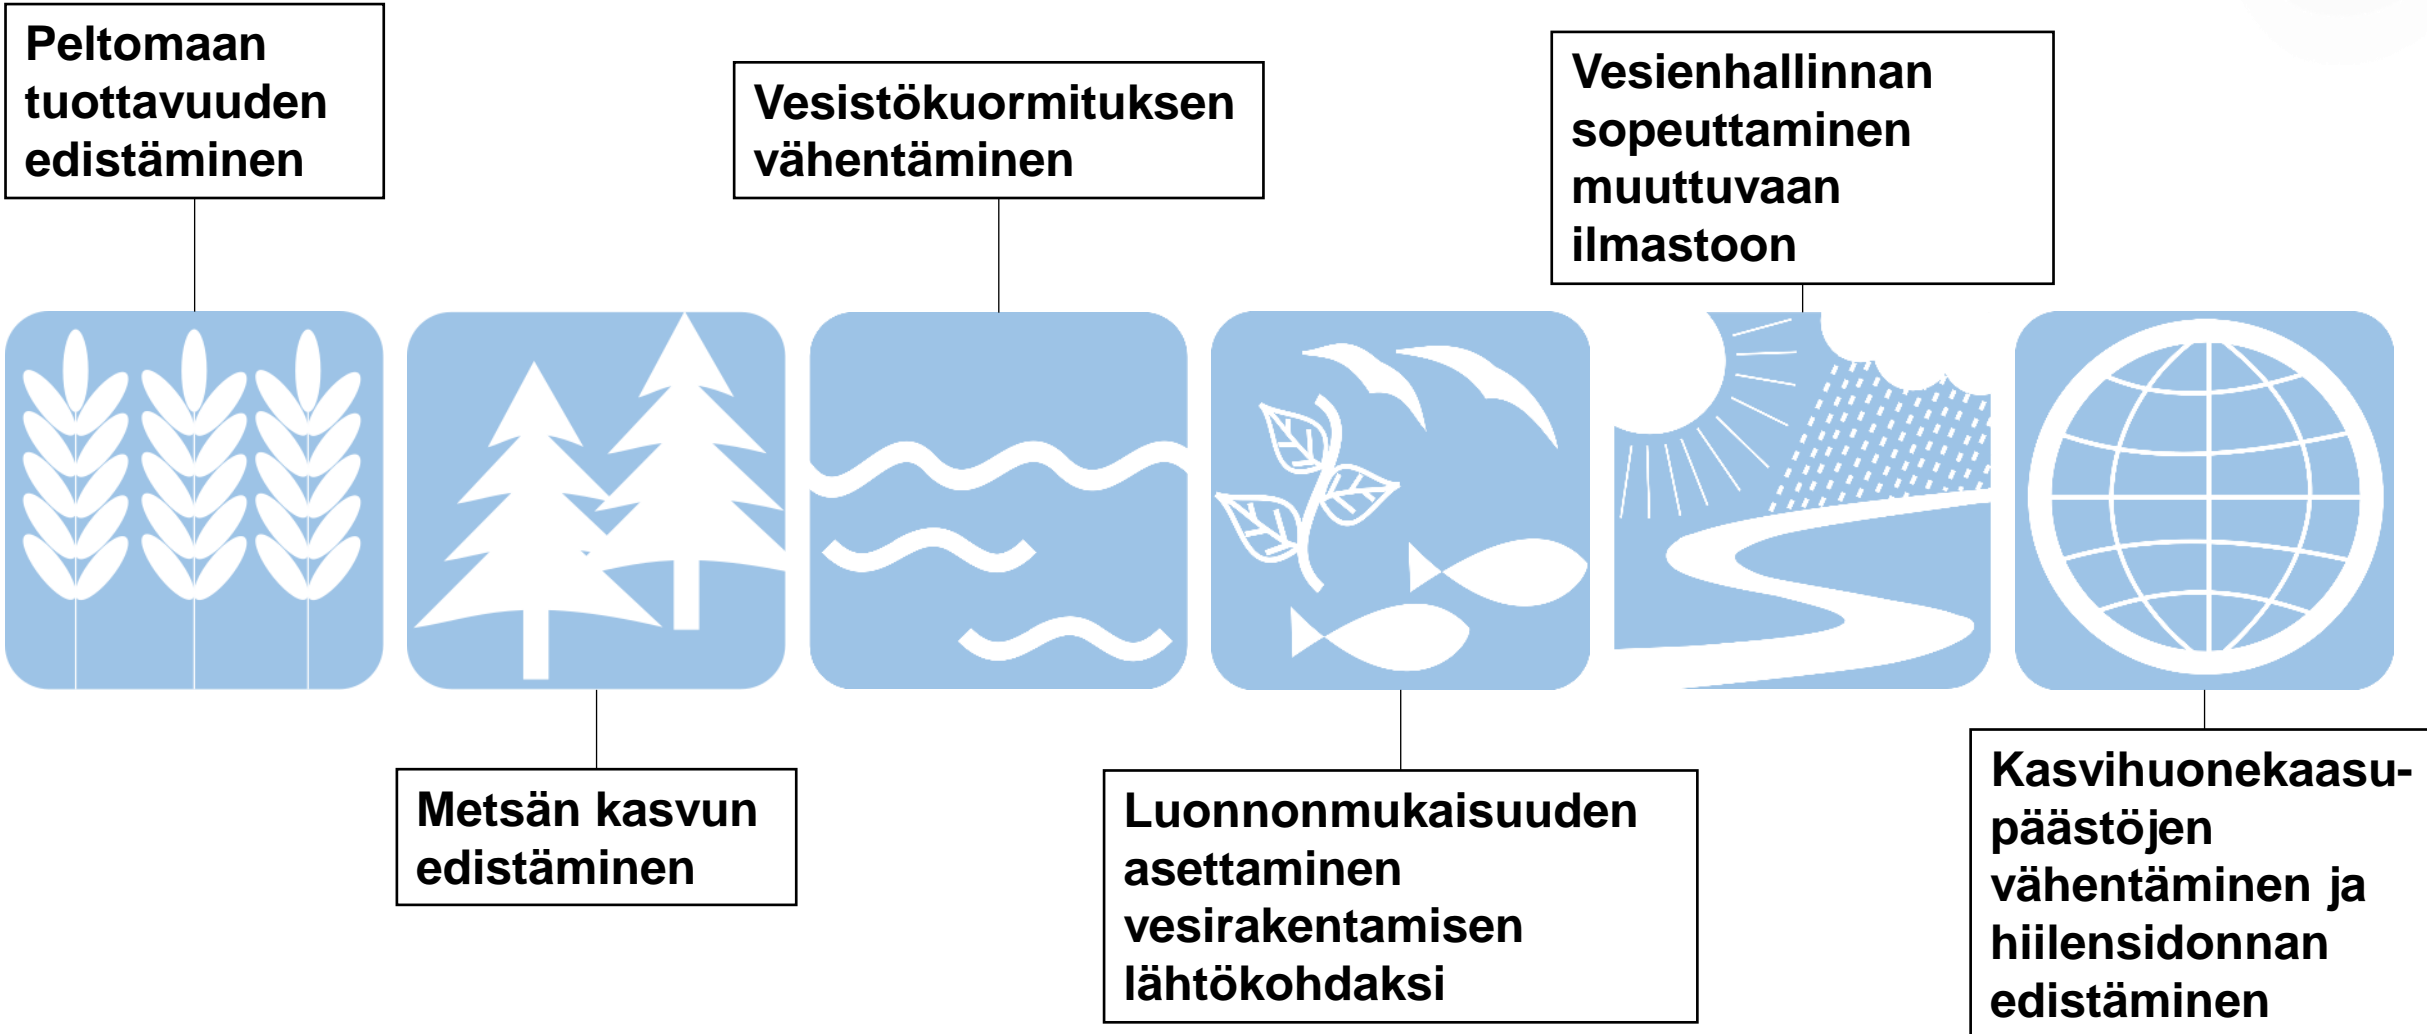 Peltomaan
tuottavuuden
edistäminen
Metsän kasvun
edistäminen
Vesistökuormituksen
vähentäminen
Luonnonmukaisuuden
asettaminen
vesirakentamisen
lähtökohdaksi
Vesienhallinnan
sopeuttaminen
muuttuvaan
ilmastoon
Kasvihuonekaasu-
päästöjen
vähentäminen ja
hiilensidonnan
edistäminen